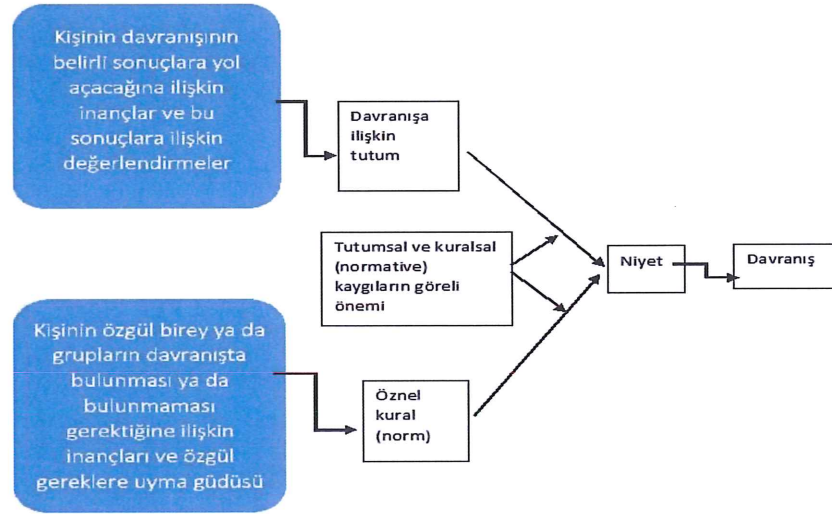 Kişinin davranışının
belirli sonuçlara yol
açacağına ilişkin
inançlar ve bu
sonuçlara ilişkin
değerlendirmeler
Davranışa
ilişkin
tutum
Tutumsal ve kuralsal
(normative)
kaygıların göreli
önemi
Niyet
Davranış
Kişinin özgül birey ya da
grupların davranışta
bulunması ya da
bulunmaması
gerektiğine ilişkin
inançları ve özgül
gereklere uyma güdüsü
Öznel
kural
(norm)